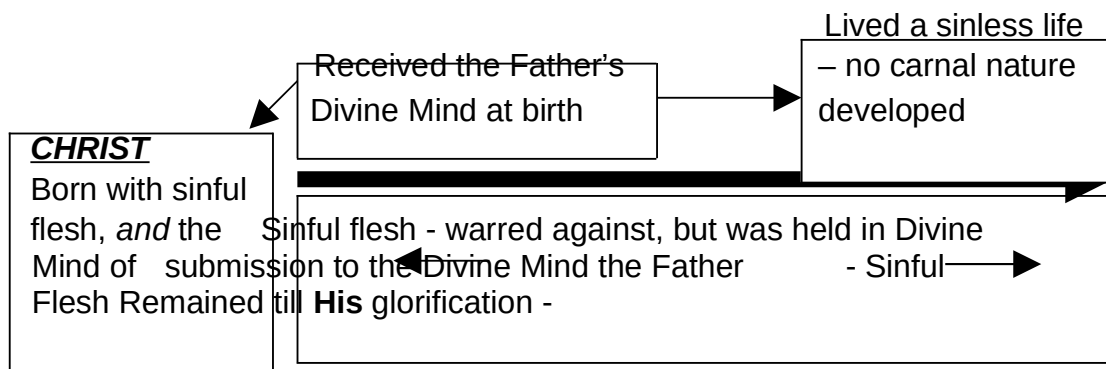 Lived a sinless life
– no carnal nature
developed
Received the Father’s
Divine Mind at birth
CHRIST
Born with sinful
flesh, and the Sinful flesh - warred against, but was held in Divine
Mind of submission to the Divine Mind the Father - Sinful
Flesh Remained till His glorification -